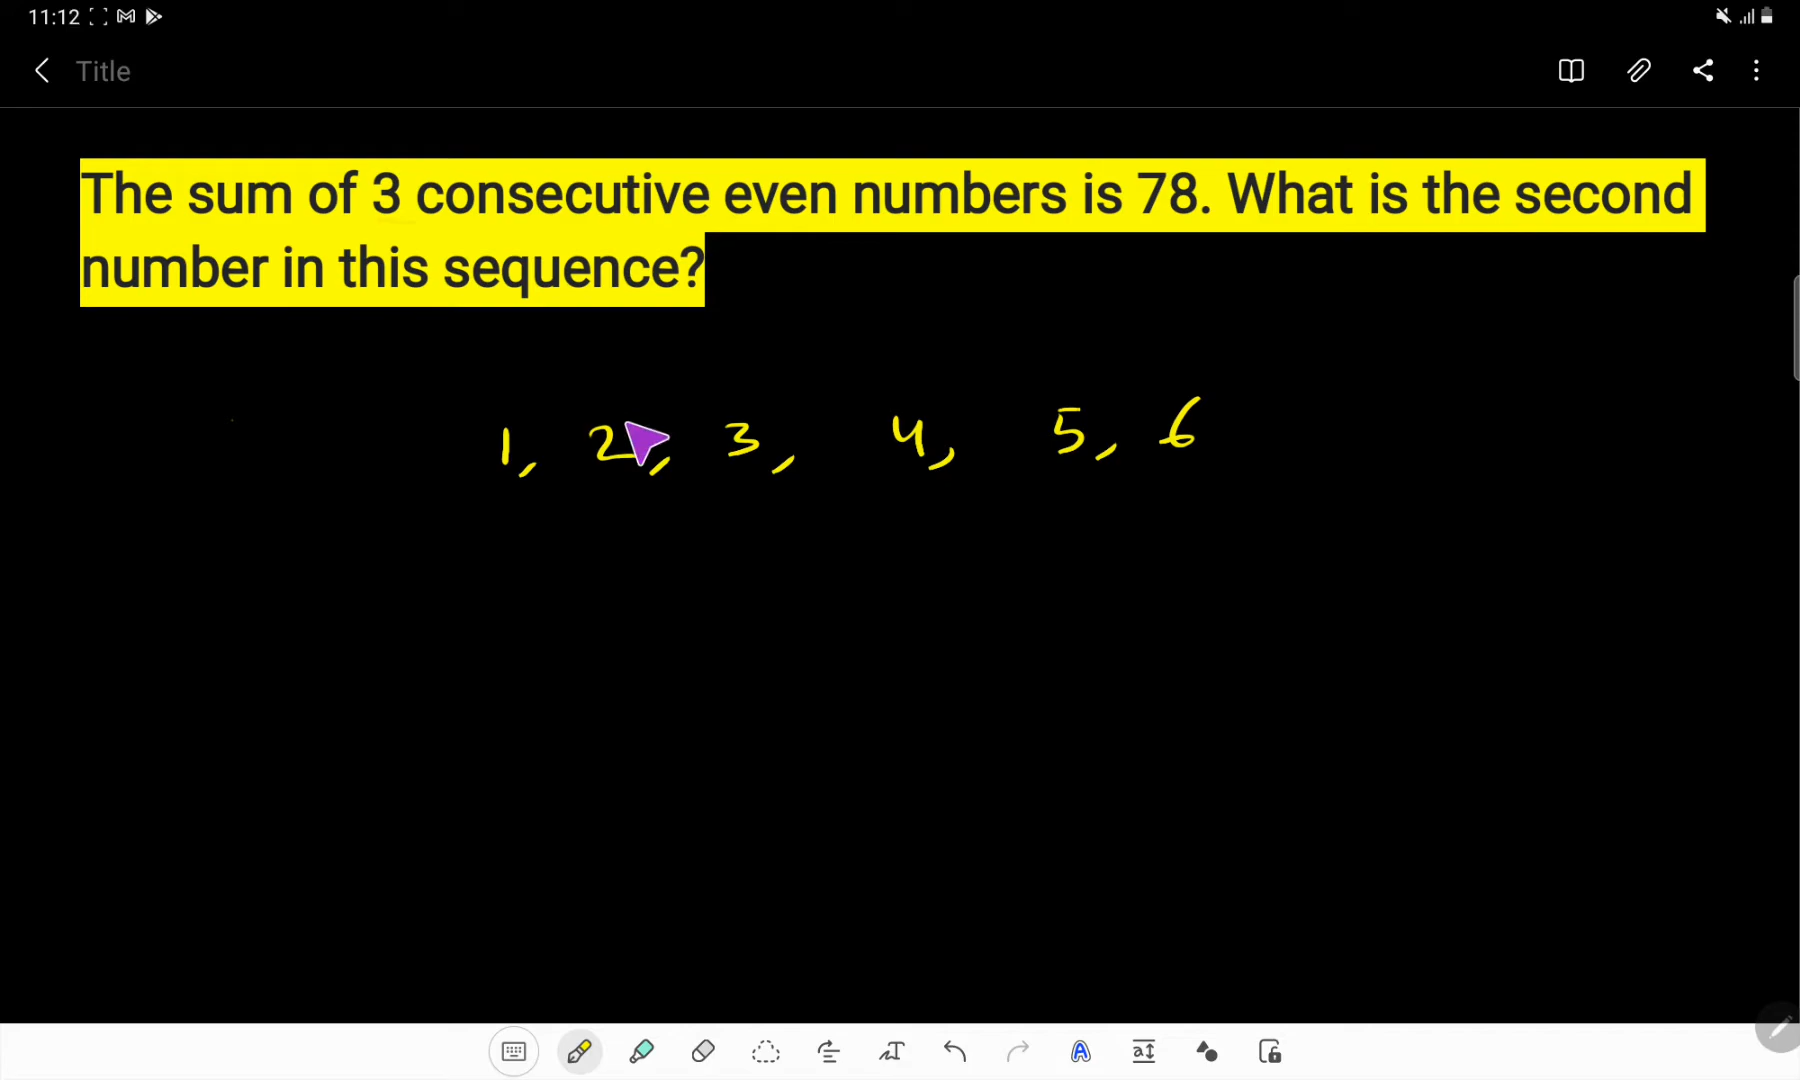 11:12
Title
The sum of 3 consecutive even numbers is 78. What is the second
number in this sequence?
1, 2, 3, 4, 5, 6